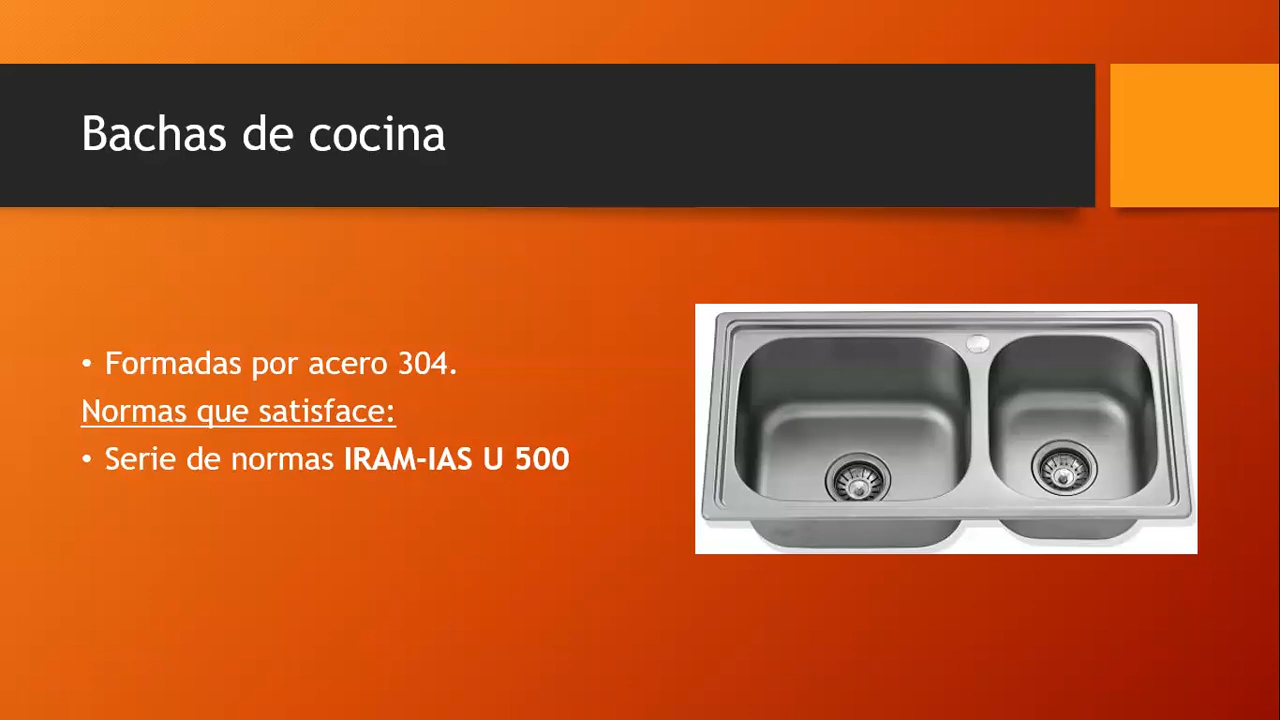 Bachas de cocina
• Formadas por acero 304.
Normas que satisface:
• Serie de normas IRAM-IAS U 500